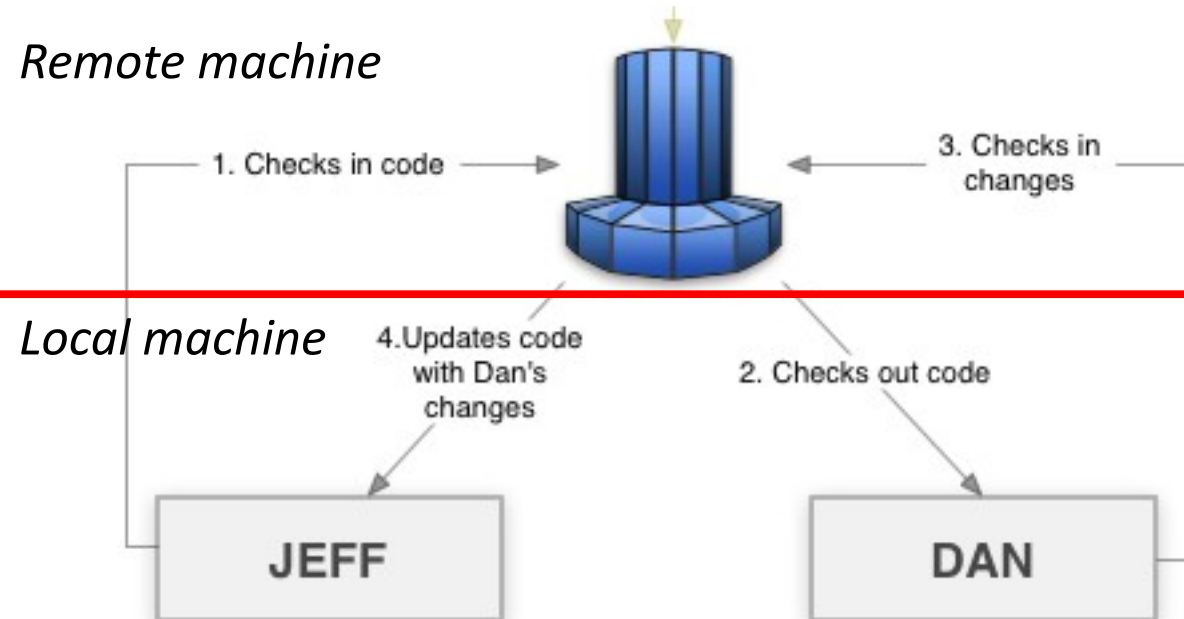 Remote machine
1. Checks in code
3. Checks in
changes
Local machine
4.Updates code
with Dan's
changes
2. Checks out code
JEFF
DAN